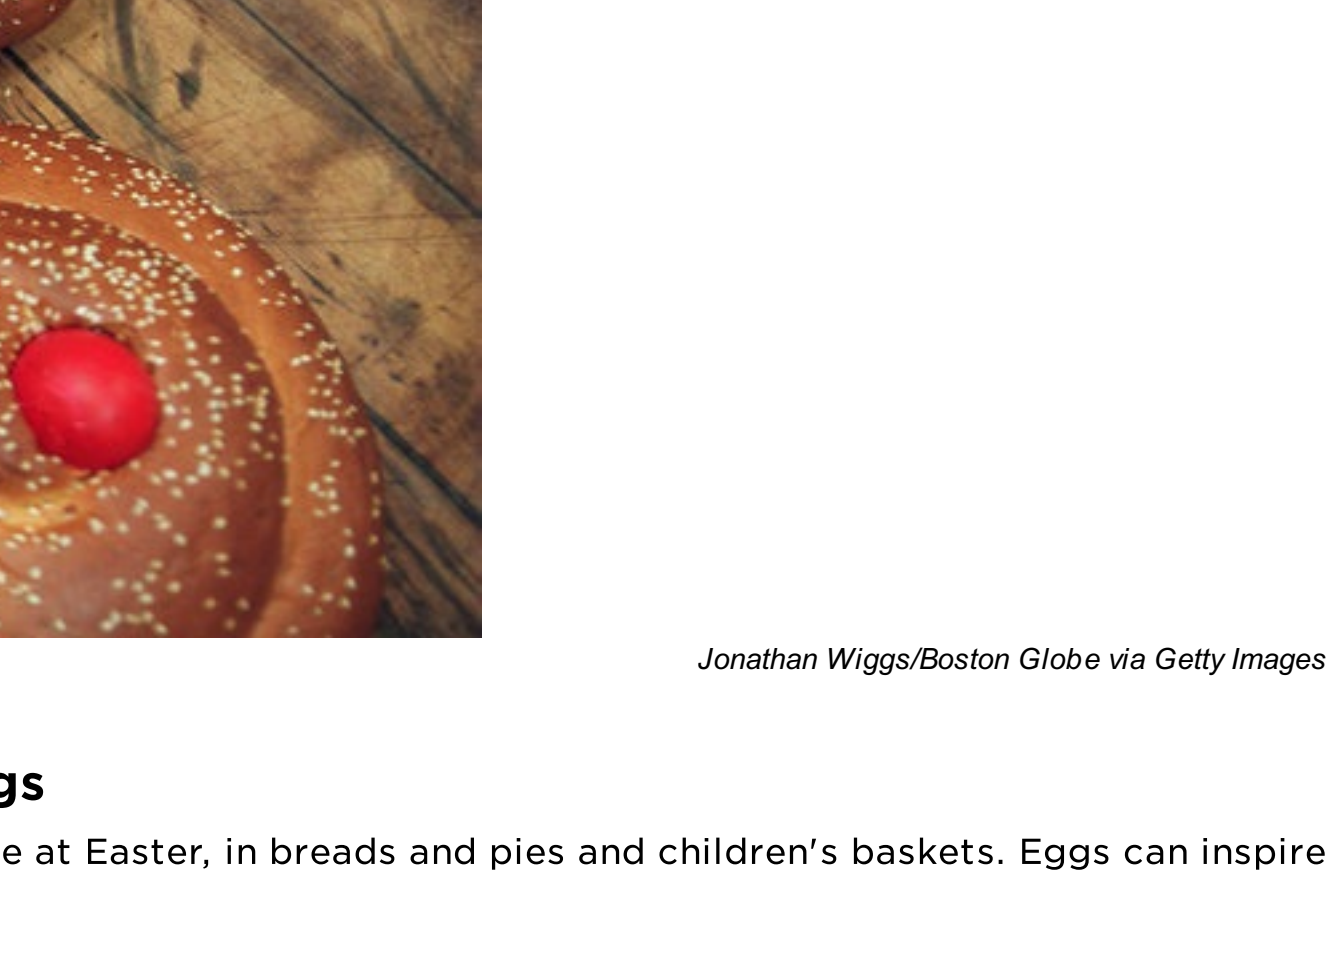 Jonathan Wiggs/Boston Globe via Getty Images
gs
e at Easter, in breads and pies and children's baskets. Eggs can inspire